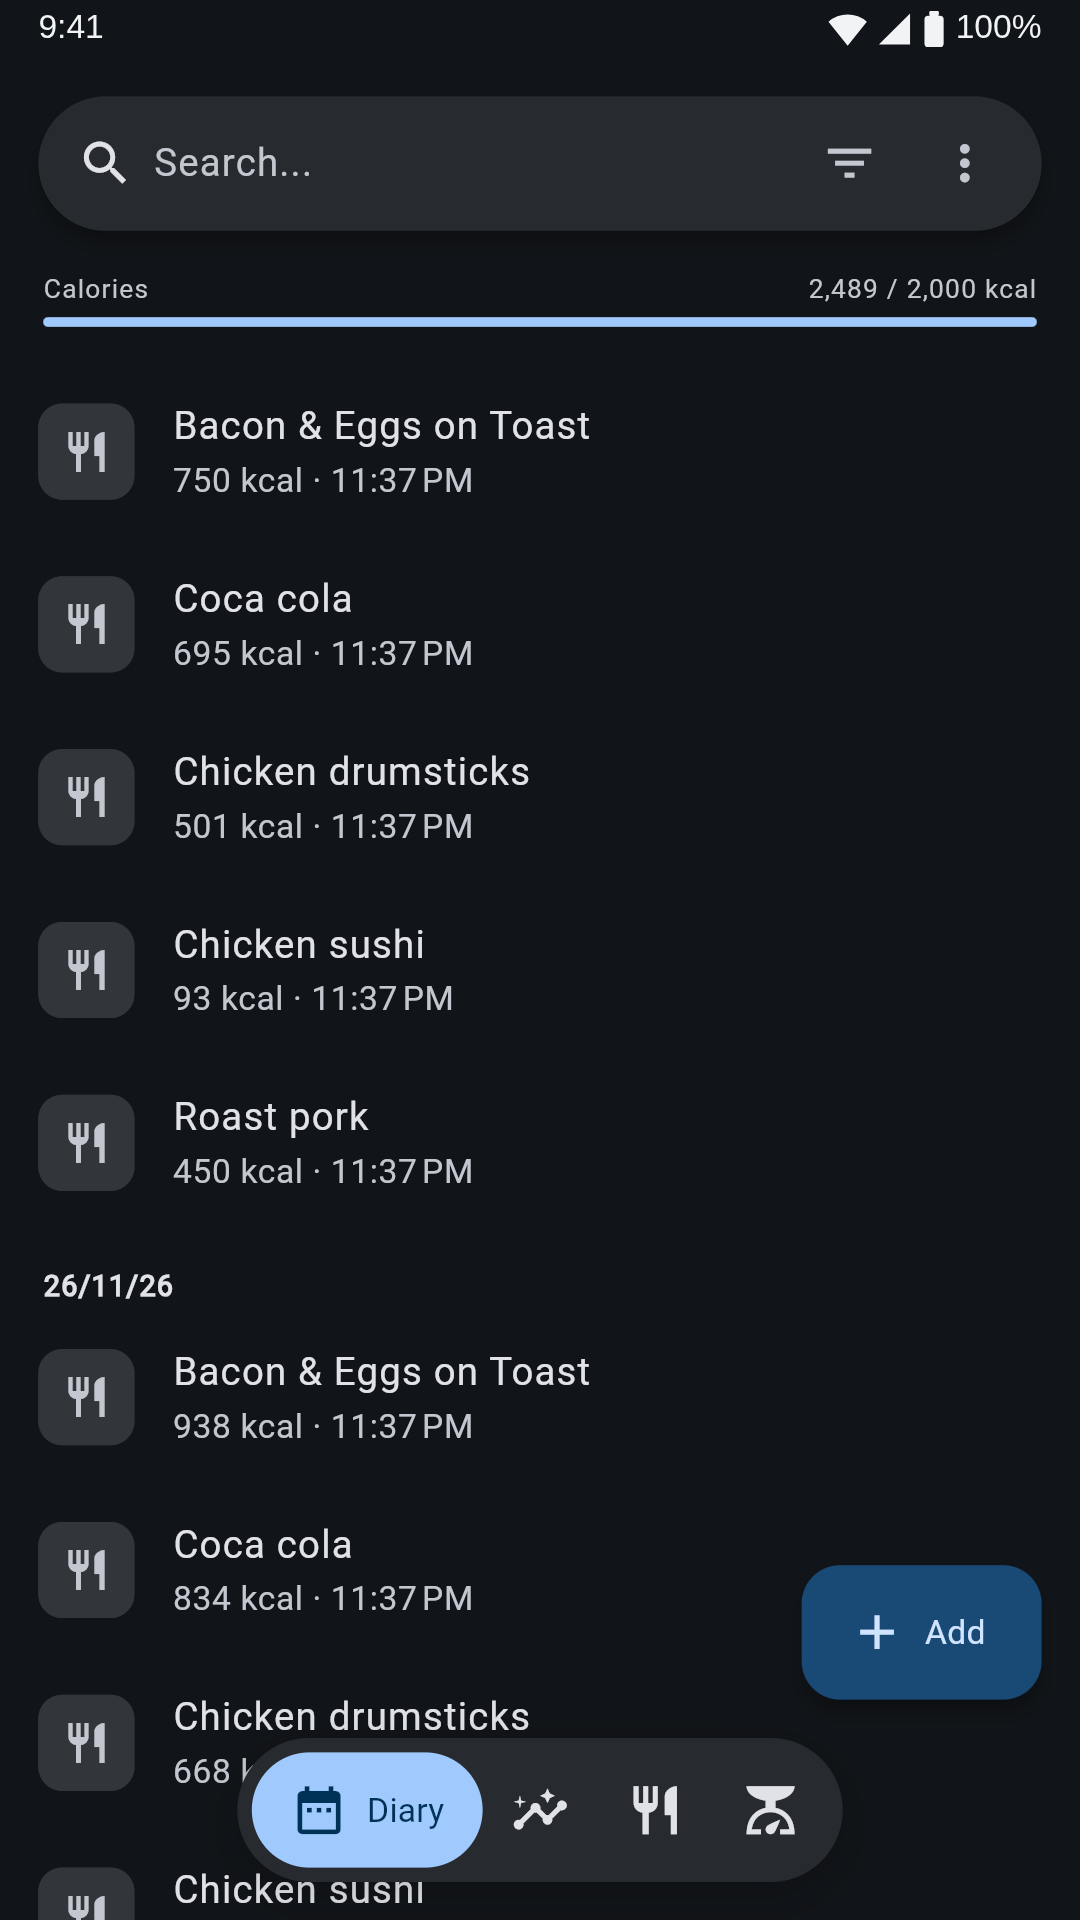 9:41
100%
Search...
Calories
2,489 / 2,000 kcal
Bacon & Eggs on Toast
750 kcal · 11:37 PM
Coca cola
695 kcal · 11:37 PM
Chicken drumsticks
501 kcal · 11:37 PM
Chicken sushi
93 kcal · 11:37 PM
Roast pork
450 kcal · 11:37 PM
26/11/26
Bacon & Eggs on Toast
938 kcal · 11:37 PM
Coca cola
834 kcal · 11:37 PM
Add
Chicken drumsticks
668
Diary
Chicken sushi